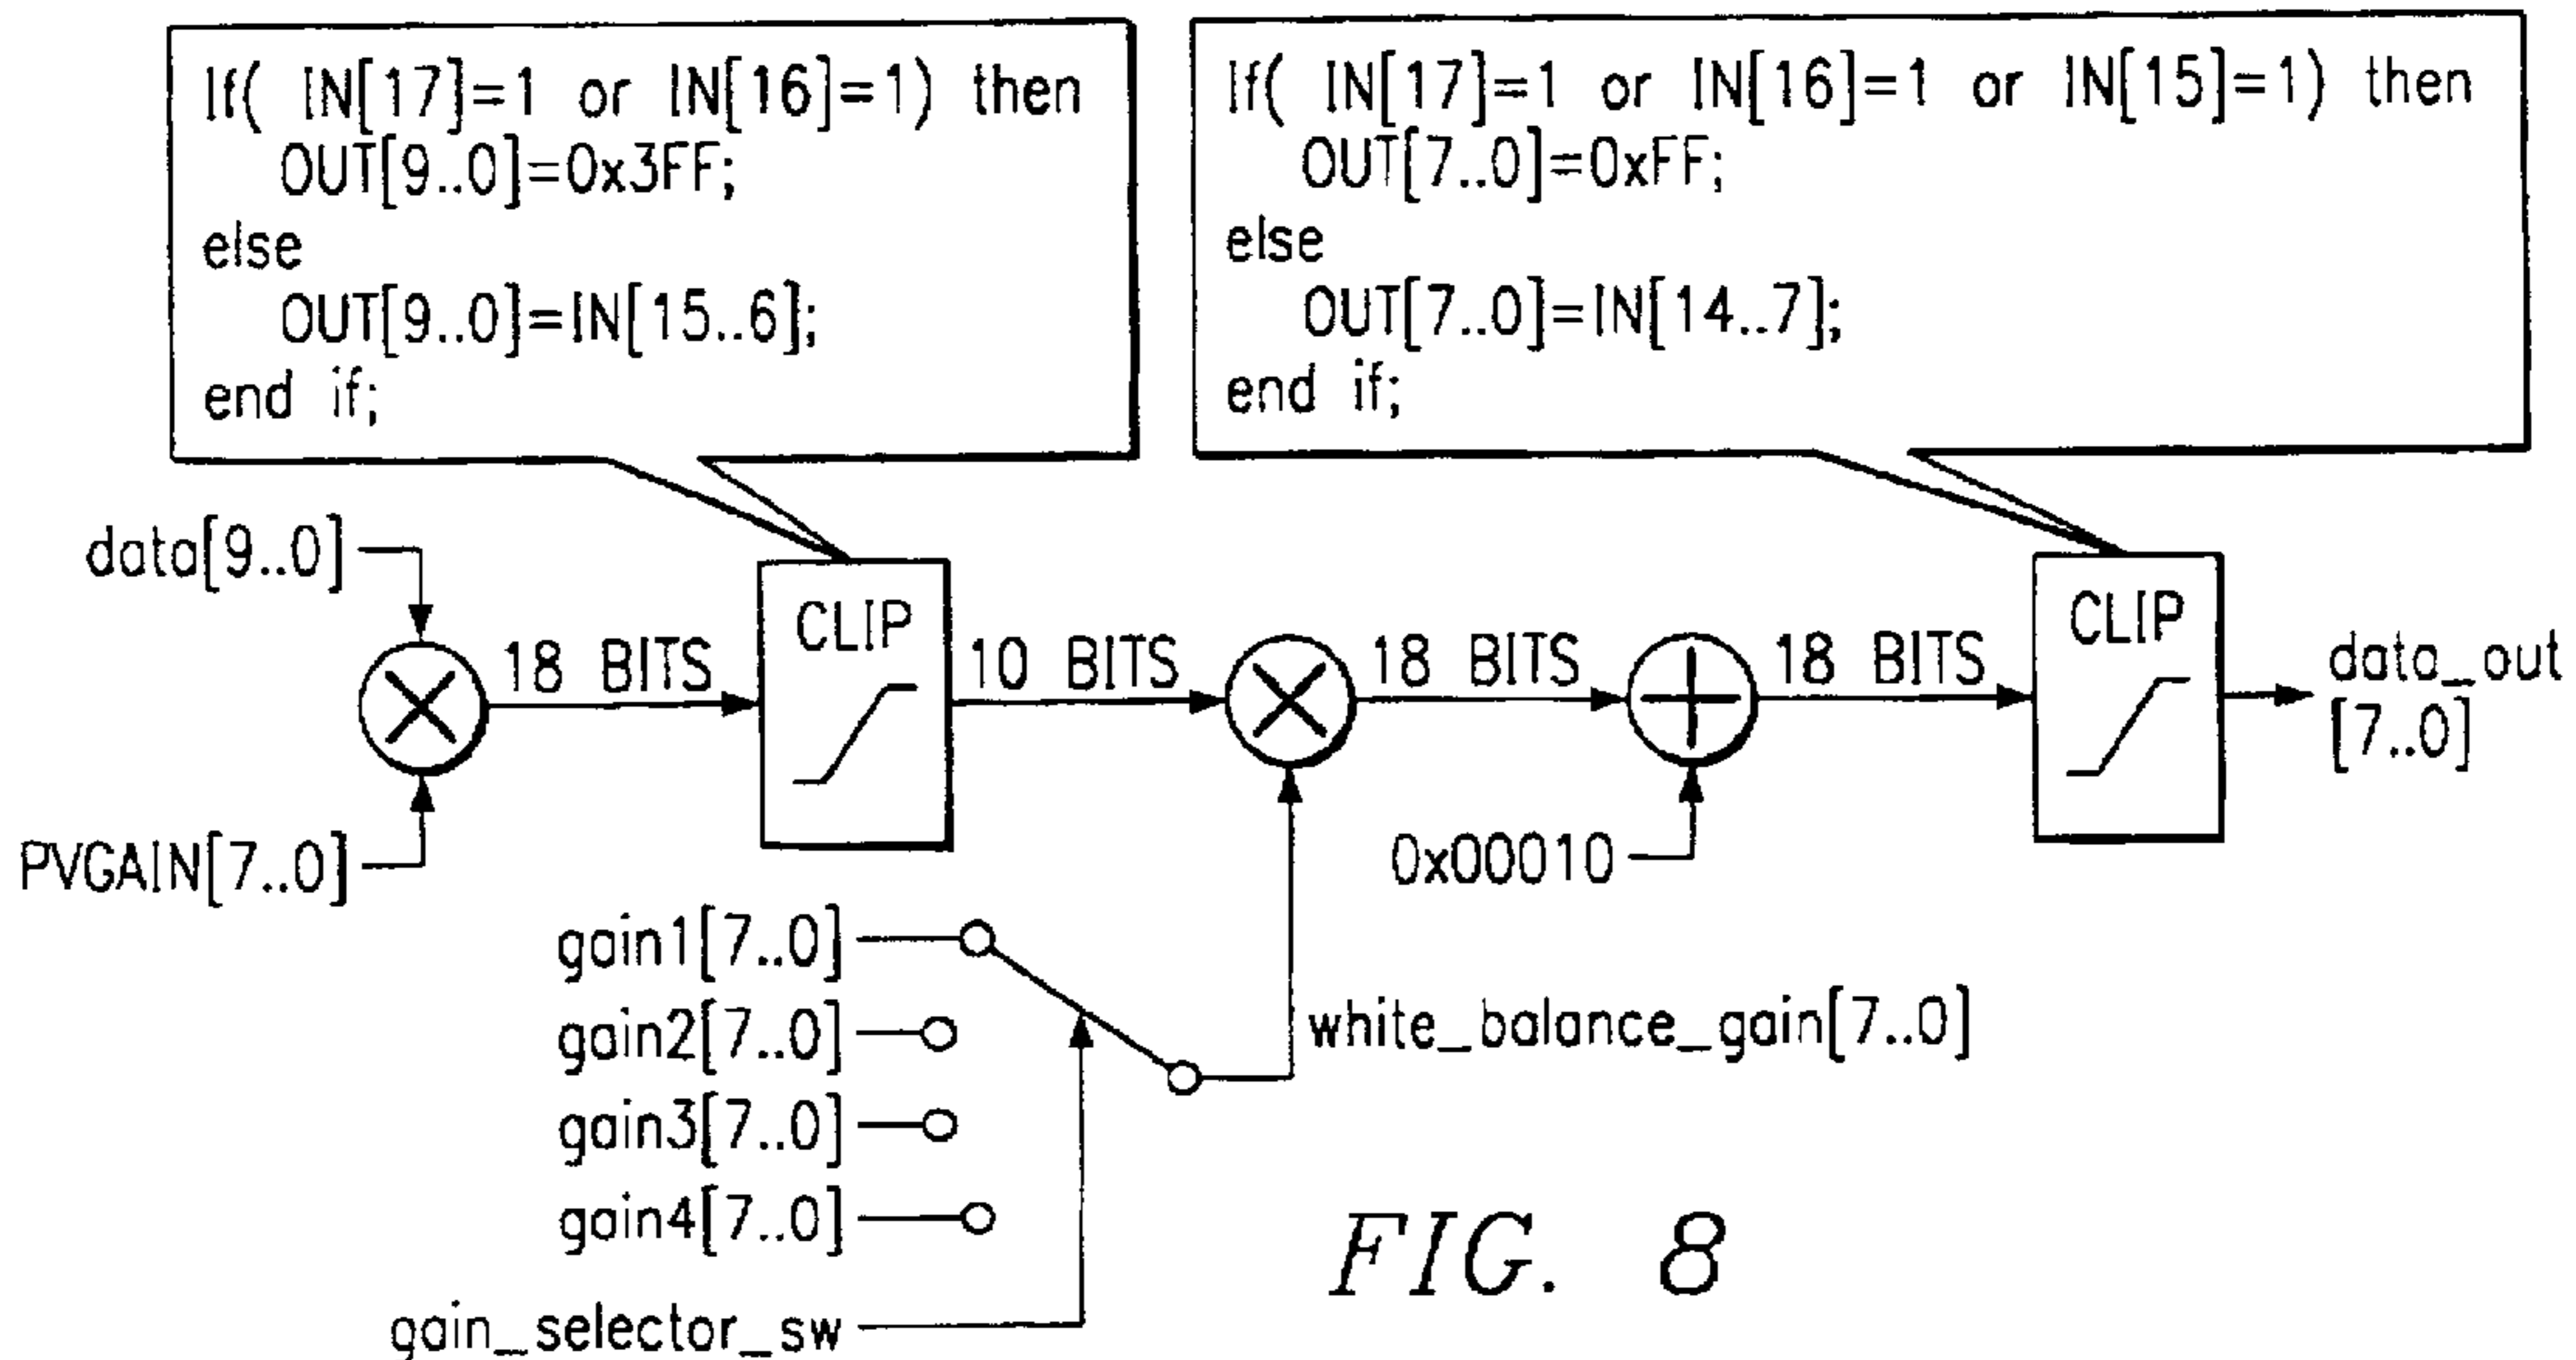 If( IN[17]=1 or IN[16]=1) then
OUT[9..0]=0x3FF;
else
OUT[9..0]=IN[15..6];
end if;
If( IN[17]=1 or IN[16]=1 or IN[15]=1) then
OUT[7..0]=0xFF;
else
OUT[7..0]=IN[14..7];
end if;
data[9..0]
PVGAIN[7..0]
18 BITS
CLIP
10 BITS
18 BITS
0x00010
18 BITS
CLIP
data_out
[7..0]
gain1[7..0]
gain2[7..0]
gain3[7..0]
gain4[7..0]
gain_selector_sw
white_balance_gain[7..0]
FIG. 8